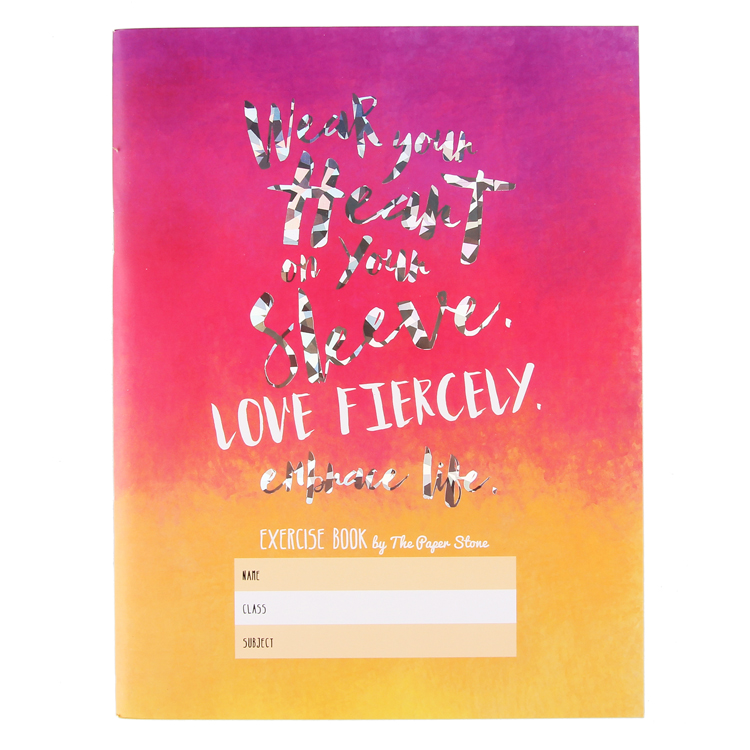 Wear your
Heart
on your
Sleeve.
LOVE FIERCELY.
embrace life.
EXERCISE BOOK by The Paper Stone
NAME
CLASS
SUBJECT